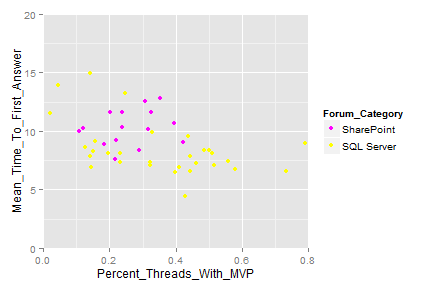 Mean_Time_To_First_Answer
20
15
10
5
0
0.0 0.2 0.4 0.6 0.8
Percent_Threads_With_MVP
Forum_Category
SharePoint
SQL Server